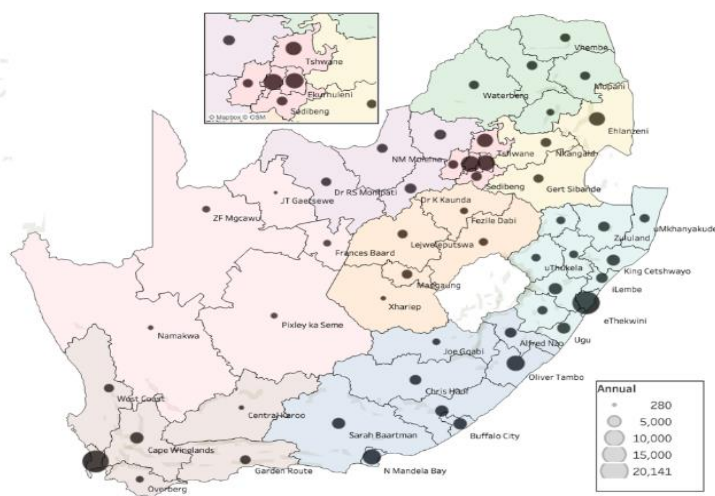 Tshwane
Ekurhuleni
Sedibeng
© Mapbox © OSM
Vhembe
Mopani
Waterberg
Ehlanzeni
NM Molema
Tshwane
Nkangala
Dr RS Mompati
Sedibeng
Gert Sibande
JT Gaetsewe
Dr K Kaunda
ZF Mgcawu
Fezile Dabi
uMkhanyakude
Frances Baard
Lejweleputswa
Zululand
uThukela
King Cetshwayo
Mangaung
iLembe
Xhariep
eThekwini
Namakwa
Pixley ka Seme
Ugu
Alfred Nzo
Joe Gqabi
Oliver Tambo
Chris Hani
West Coast
Central Karoo
Buffalo City
Sarah Baartman
Cape Winelands
Garden Route
N Mandela Bay
Overberg
Annual
280
5,000
10,000
15,000
20,141